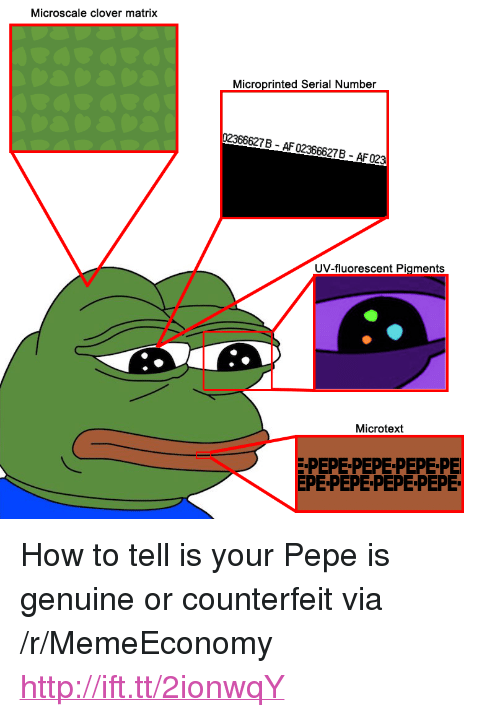 Microscale clover matrix
Microprinted Serial Number
02366627B - AF 02366627B - AF 023
UV-fluorescent Pigments
Microtext
E-PEPE-PEPE-PEPE-PE
EPE-PEPE-PEPE-PEPE-
How to tell is your Pepe is
genuine or counterfeit via
/r/MemeEconomy
http://ift.tt/2ionwqY